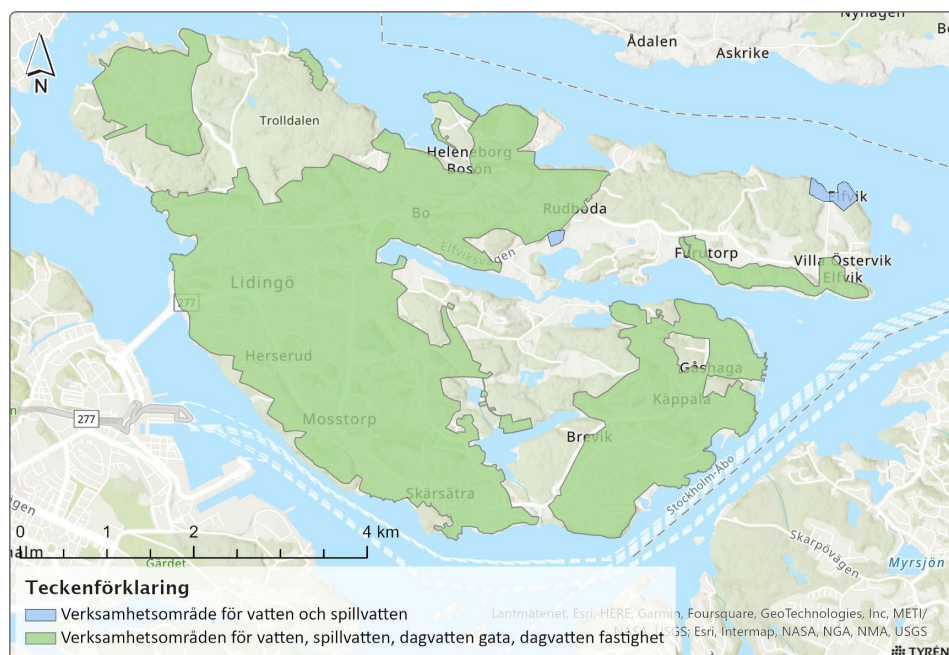 Nyhagen
Ådalen
Askrike
N
Trolldalen
Heleneborg
Bosön
Elfvik
Bo
Rudboda
Elfviksvägen
Furutorp
Villa Östervik
Elfvik
Lidingö
277
Herserud
Gåshaga
Käppala
Mosstorp
277
Brevik
Skärsätra
Stockholm-Åbo
0 2 4 km
Skarpövägen
Myrsjön
Gärdet
Teckenförklaring
Verksamhetsområde för vatten och spillvatten
Verksamhetsområden för vatten, spillvatten, dagvatten gata, dagvatten fastighet
Lantmäteriet, Esri, HERE, Garmin, Foursquare, GeoTechnologies, Inc, METI/
NASA, USGS; Esri, Intermap, NASA, NGA, NMA, USGS